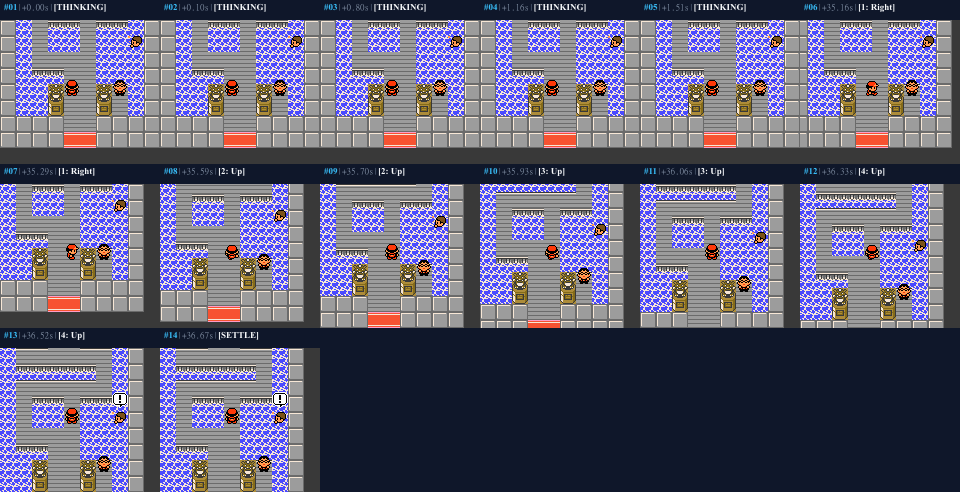 #01 | +0.00s | [THINKING]
#02 | +0.10s | [THINKING]
#03 | +0.80s | [THINKING]
#04 | +1.16s | [THINKING]
#05 | +1.51s | [THINKING]
#06 | +35.16s | [1: Right]
#07 | +35.29s | [1: Right]
#08 | +35.59s | [2: Up]
#09 | +35.70s | [2: Up]
#10 | +35.93s | [3: Up]
#11 | +36.06s | [3: Up]
#12 | +36.33s | [4: Up]
#13 | +36.52s | [4: Up]
#14 | +36.67s | [SETTLE]
!
!